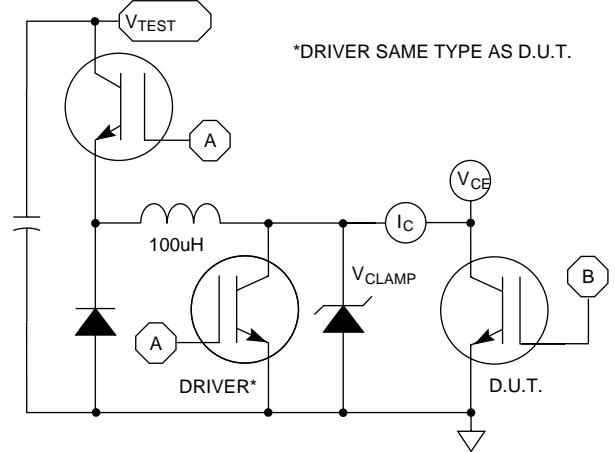 VTEST
*DRIVER SAME TYPE AS D.U.T.
A
VCE
IC
100uH
VCLAMP
B
A
DRIVER*
D.U.T.